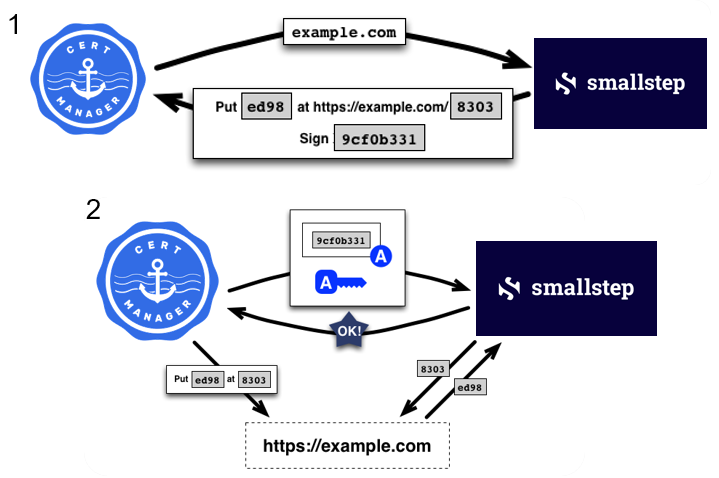 1
CERT
MANAGER
example.com
smallstep
Put ed98 at https://example.com/ 8303
Sign 9cf0b331
2
CERT
MANAGER
9cf0b331
A
A
smallstep
OK!
Put ed98 at 8303
8303
ed98
https://example.com